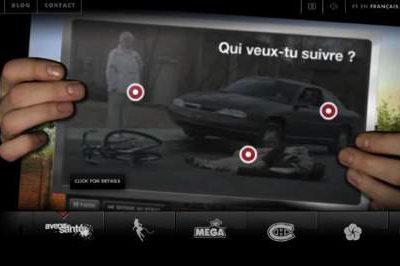 BLOG
CONTACT
EN FRANÇAIS
Qui veux-tu suivre ?
CLICK FOR DETAILS
avenir
santé
MEGA